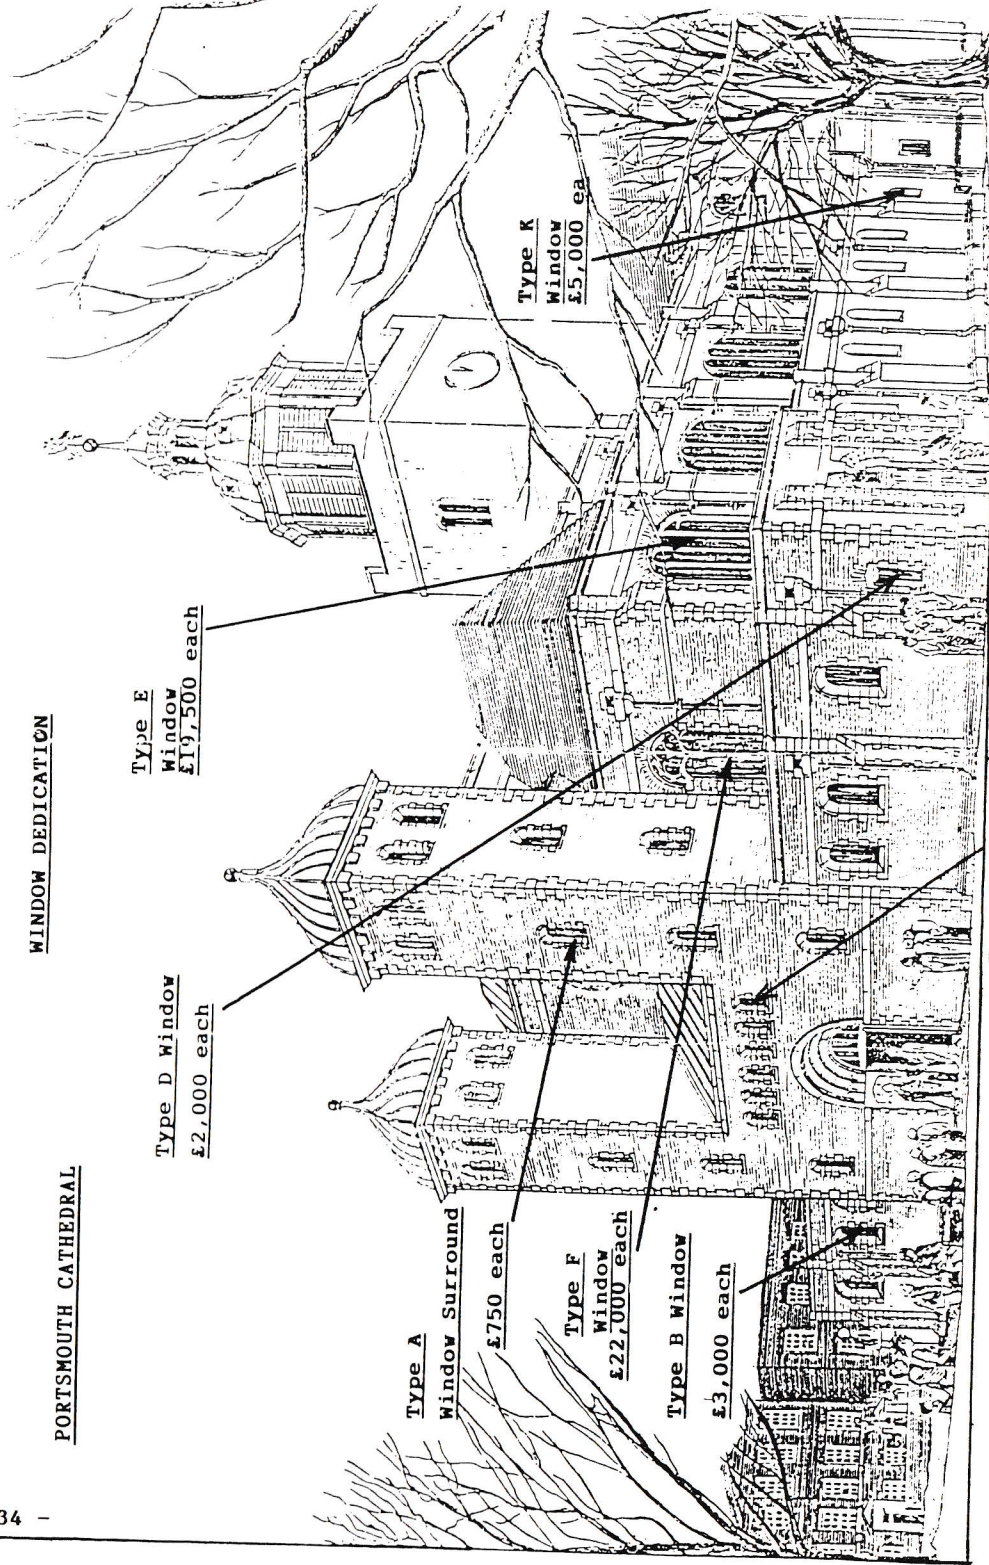 34 -
PORTSMOUTH CATHEDRAL
WINDOW DEDICATION
Type E
Window
£19,500 each
Type D Window
£2,000 each
Type K
Window
£5,000 ea
Type A
Window Surround
£750 each
Type F
Window
£22,000 each
Type B Window
£3,000 each